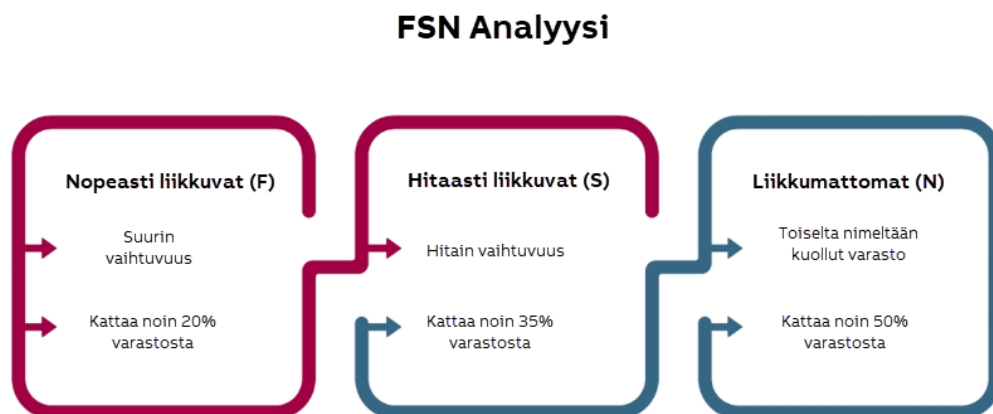 FSN Analyysi
Nopeasti liikkuvat (F)
Suurin
vaihtuvuus
Kattaa noin 20%
varastosta
Hitaasti liikkuvat (S)
Hitain vaihtuvuus
Kattaa noin 35%
varastosta
Liikkumattomat (N)
Toiselta nimeltään
kuollut varasto
Kattaa noin 50%
varastosta